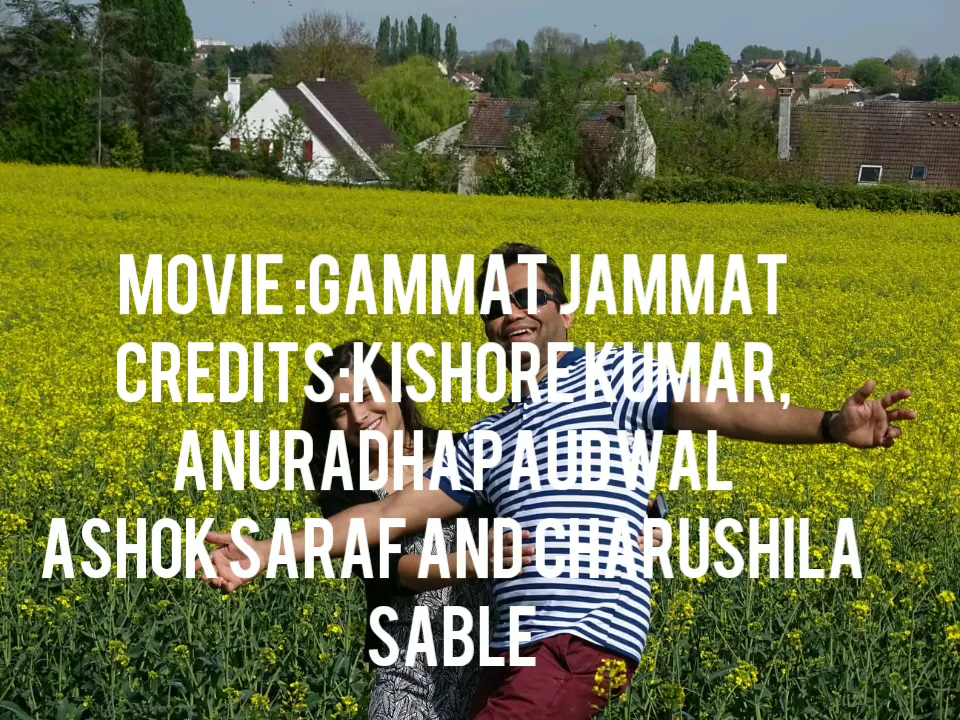 MOVIE :GAMMAT JAMMAT
CREDITS:KISHORE KUMAR,
ANURADHA PAUDWAL
ASHOK SARAF AND CHARUSHILA
SABLE